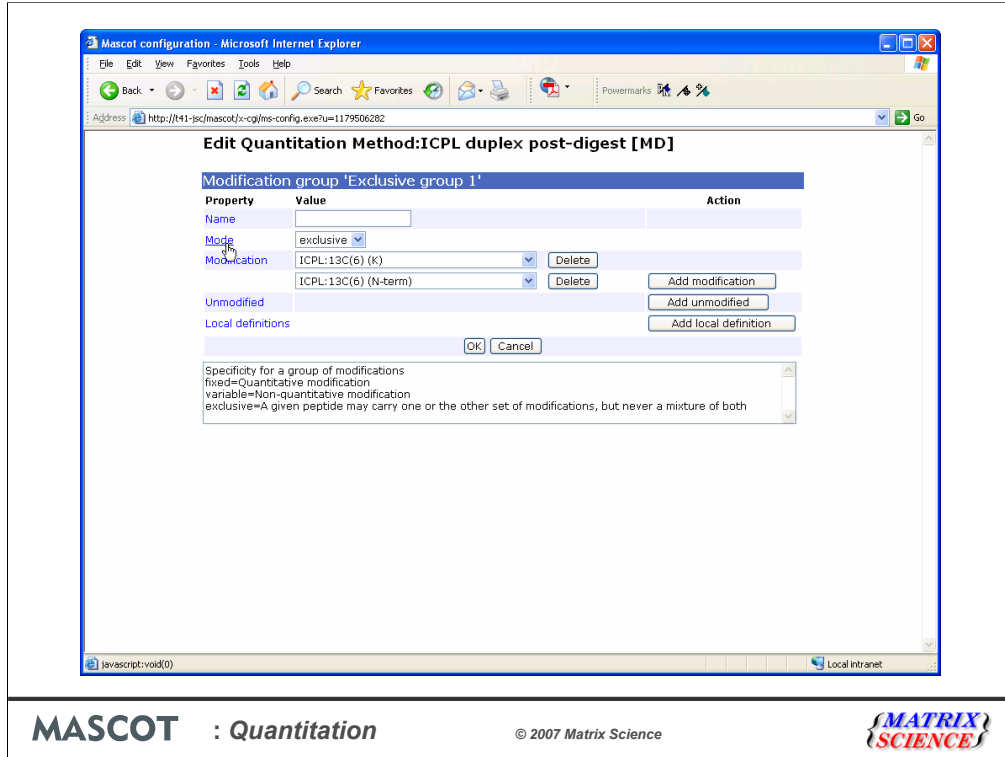 Mascot configuration - Microsoft Internet Explorer
File Edit View Favorites Tools Help
Back Search Favorites Powermarks
Address http://t41-jsc/mascot/x-cgi/ms-config.exe?u=1179506282 Go
Edit Quantitation Method:ICPL duplex post-digest [MD]
Modification group 'Exclusive group 1'
Property Value Action
Name
Mode exclusive
Modification ICPL:13C(6) (K) Delete
ICPL:13C(6) (N-term) Delete Add modification
Unmodified Add unmodified
Local definitions Add local definition
OK Cancel
Specificity for a group of modifications
fixed=Quantitative modification
variable=Non-quantitative modification
exclusive=A given peptide may carry one or the other set of modifications, but never a mixture of both
javascript:void(0) Local intranet
MASCOT : Quantitation © 2007 Matrix Science MATRIX
SCIENCE